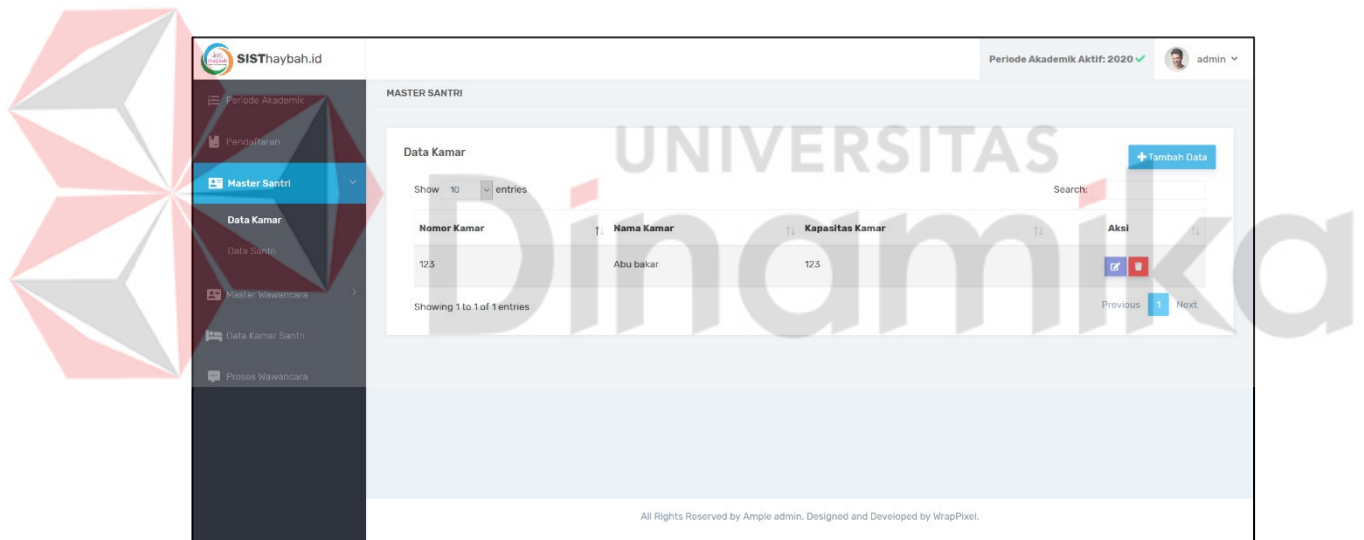 SISThaybah.id
Periode Akademik Aktif: 2020
admin
Periode Akademik
Pendaftaran
Master Santri
Data Kamar
Data Santri
Master Wawancara
Data Kamar Santri
Proses Wawancara
MASTER SANTRI
Data Kamar
Tambah Data
Show 10 entries
Search:
Nomor Kamar Nama Kamar Kapasitas Kamar Aksi
123 Abu bakar 123
Showing 1 to 1 of 1 entries
Previous 1 Next
All Rights Reserved by Ample admin. Designed and Developed by WrapPixel.
UNIVERSITAS
Dinamika